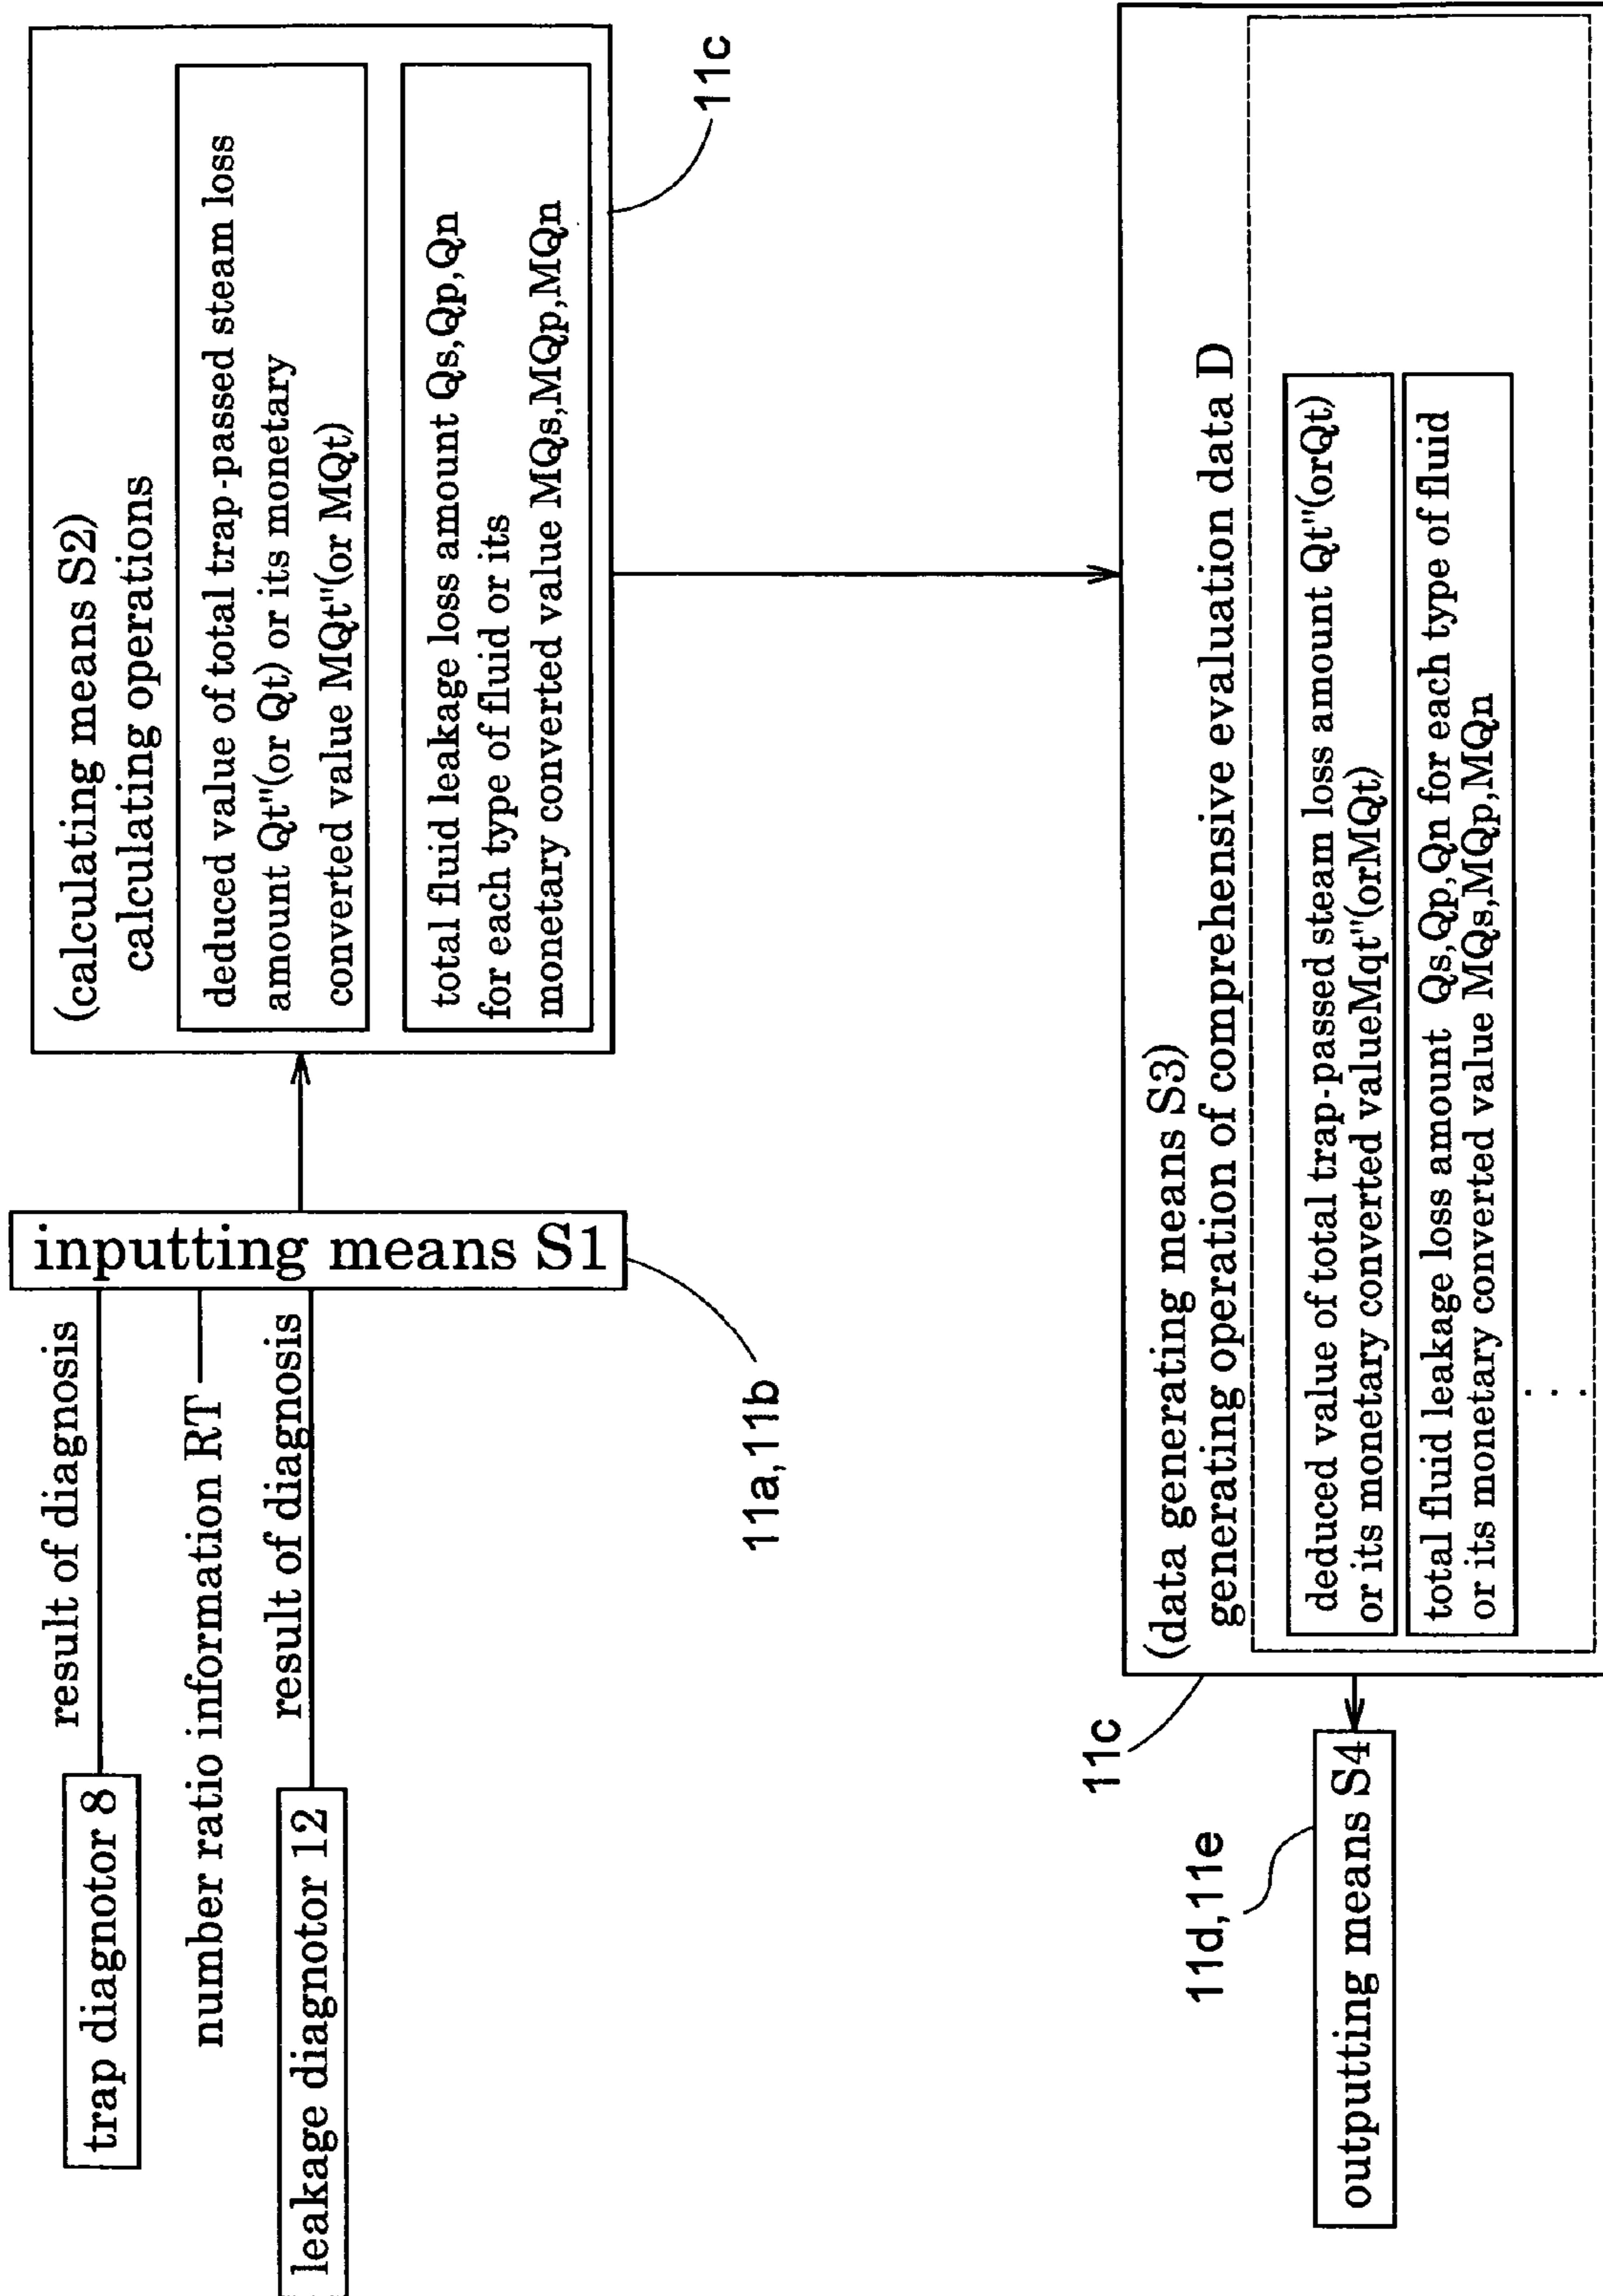 trap diagnotor 8
result of diagnosis
number ratio information RT
leakage diagnotor 12
result of diagnosis
inputting means S1
11a,11b
(calculating means S2)
calculating operations
deduced value of total trap-passed steam loss
amount Qt"(or Qt) or its monetary
converted value MQt"(or MQt)
total fluid leakage loss amount Qs,Qp,Qn
for each type of fluid or its
monetary converted value MQs,MQp,MQn
11c
(data generating means S3)
generating operation of comprehensive evaluation data D
deduced value of total trap-passed steam loss amount Qt"(orQt)
or its monetary converted valueMqt"(orMQt)
total fluid leakage loss amount Qs,Qp,Qn for each type of fluid
or its monetary converted value MQs,MQp,MQn
...
11c
outputting means S4
11d,11e